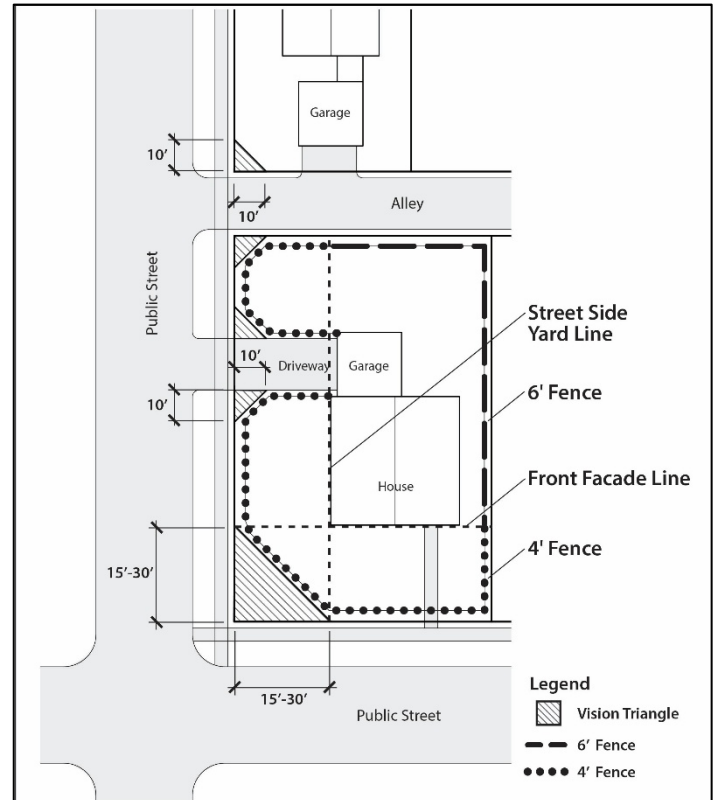 Garage
10'
10'
Alley
Public Street
Street Side
Yard Line
10'
Driveway
Garage
6' Fence
10'
House
Front Facade Line
4' Fence
15'-30'
15'-30'
Public Street
Legend
Vision Triangle
6' Fence
4' Fence